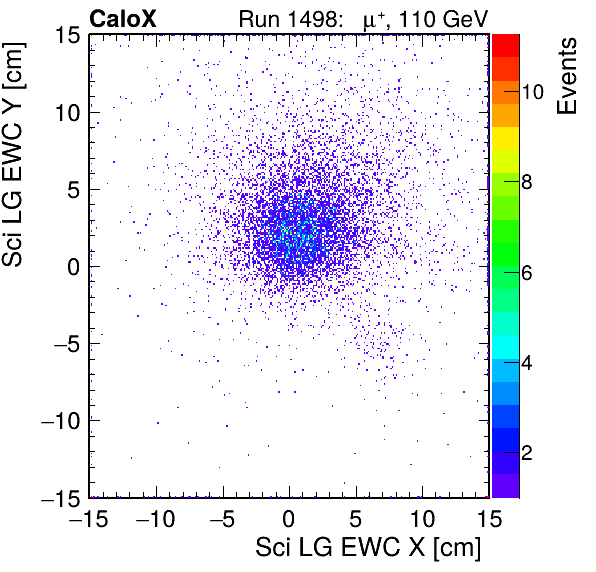 CaloX Run 1498: μ⁺, 110 GeV
Sci LG EWC Y [cm]
Events
15
10
5
0
−5
−10
−15
10
8
6
4
2
−15 −10 −5 0 5 10 15
Sci LG EWC X [cm]